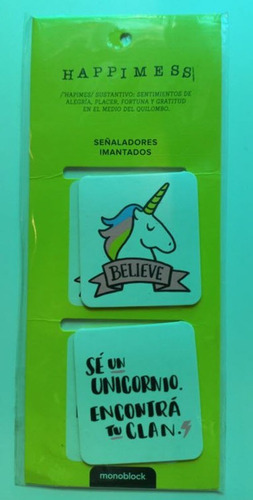 HAPPIMESS
/'HAPIMES/ SUSTANTIVO: SENTIMIENTOS DE
ALEGRÍA, PLACER, FORTUNA Y GRATITUD
EN EL MEDIO DEL QUILOMBO.
SEÑALADORES
IMANTADOS
BELIEVE
SÉ UN
UNICORNIO.
ENCONTRÁ
TU CLAN.
monoblock